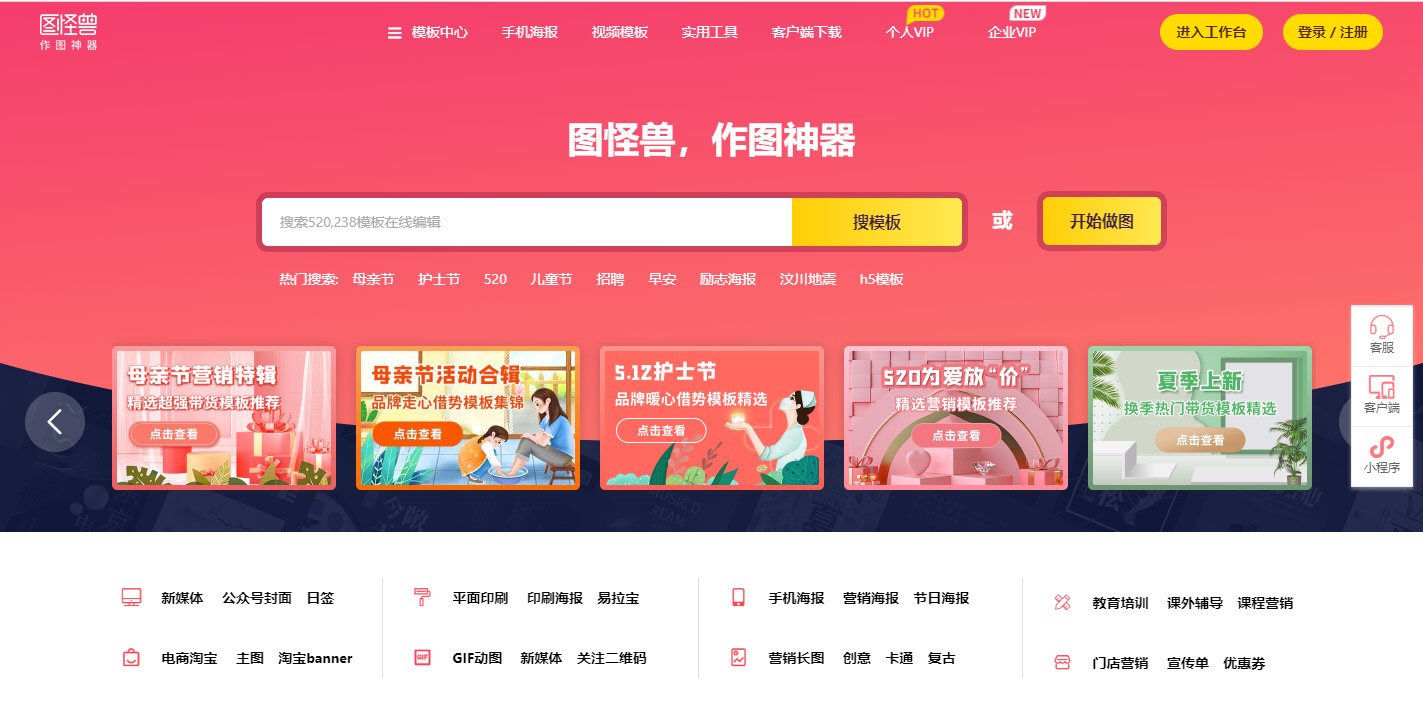 图怪兽
作图神器
模板中心 手机海报 视频模板 实用工具 客户端下载 个人VIP HOT 企业VIP NEW 进入工作台 登录 / 注册
图怪兽，作图神器
搜索520,238模板在线编辑 搜模板 或 开始做图
热门搜索: 母亲节 护士节 520 儿童节 招聘 早安 励志海报 汶川地震 h5模板
客服
客户端
小程序
母亲节营销特辑
精选超强带货模板推荐
点击查看
母亲节活动合辑
品牌走心借势模板集锦
点击查看
5.12护士节
品牌暖心借势模板精选
点击查看
520为爱放“价”
精选营销模板推荐
点击查看
夏季上新
换季热门带货模板精选
点击查看
新媒体 公众号封面 日签
平面印刷 印刷海报 易拉宝
手机海报 营销海报 节日海报
教育培训 课外辅导 课程营销
电商淘宝 主图 淘宝banner
GIF GIF动图 新媒体 关注二维码
营销长图 创意 卡通 复古
门店营销 宣传单 优惠券